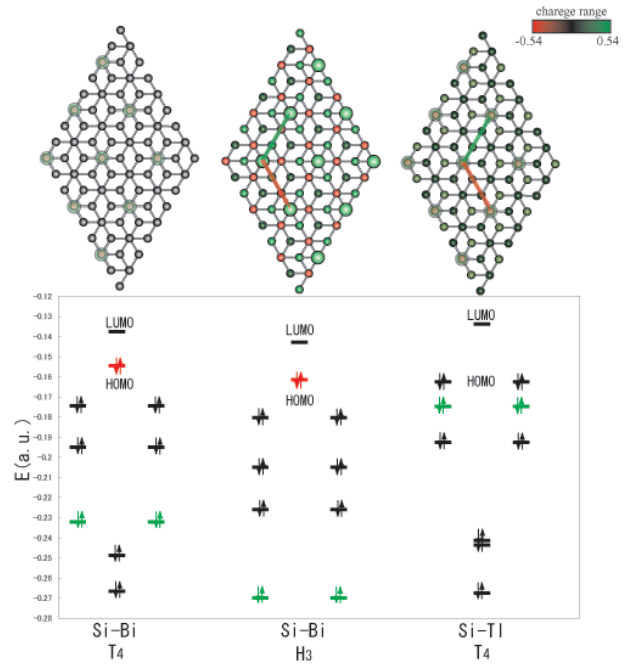 charege range
-0.54 0.54
-0.12
-0.13
-0.14
-0.15
-0.16
-0.17
-0.18
-0.19
-0.2
-0.21
-0.22
-0.23
-0.24
-0.25
-0.26
-0.27
-0.28
E(a.u.)
LUMO
HOMO
LUMO
HOMO
LUMO
HOMO
Si-Bi Si-Bi Si-Tl
T4 H3 T4